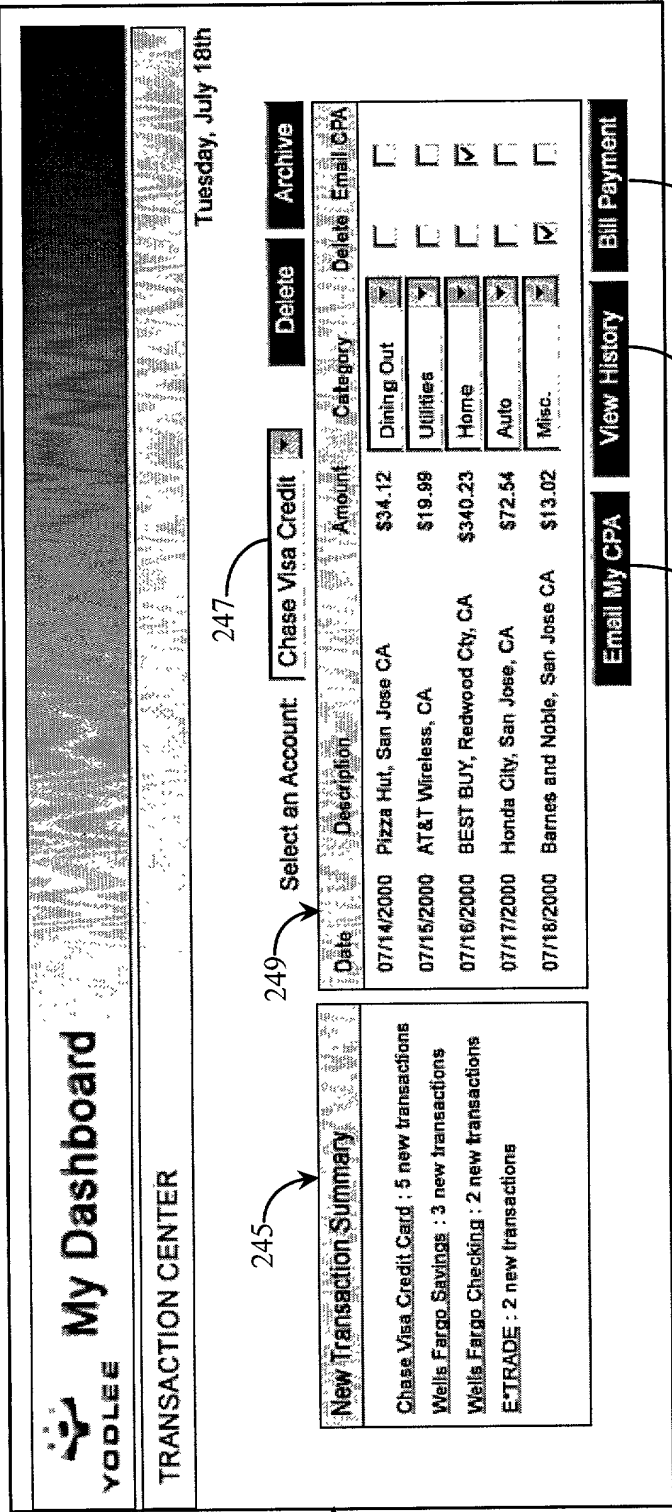 YODLEE My Dashboard
TRANSACTION CENTER
Tuesday, July 18th
247
Select an Account: Chase Visa Credit Delete Archive
245
New Transaction Summary
Chase Visa Credit Card : 5 new transactions
Wells Fargo Savings : 3 new transactions
Wells Fargo Checking : 2 new transactions
E*TRADE : 2 new transactions
249
Date Description Amount Category Delete Email CPA
07/14/2000 Pizza Hut, San Jose CA $34.12 Dining Out
07/15/2000 AT&T Wireless, CA $19.99 Utilities
07/16/2000 BEST BUY, Redwood Cty, CA $340.23 Home
07/17/2000 Honda City, San Jose, CA $72.54 Auto
07/18/2000 Barnes and Noble, San Jose CA $13.02 Misc.
Email My CPA View History Bill Payment